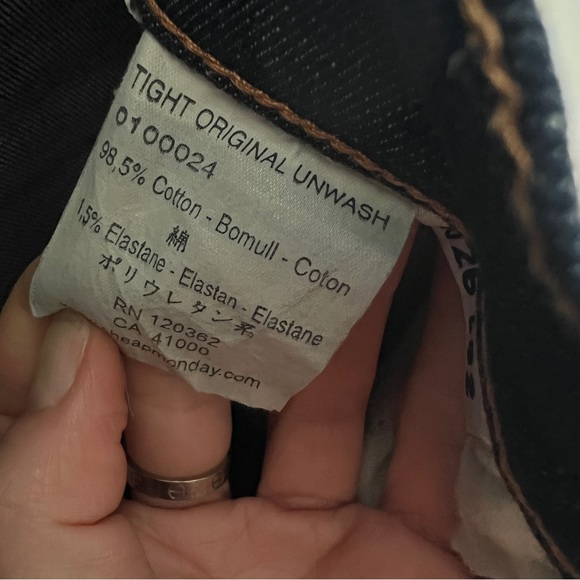 TIGHT ORIGINAL UNWASH
0100024
98,5% Cotton - Bomull - Coton
綿
1,5% Elastane - Elastan - Elastane
ポリウレタン系
RN 120362
CA 41000
heapmonday.com